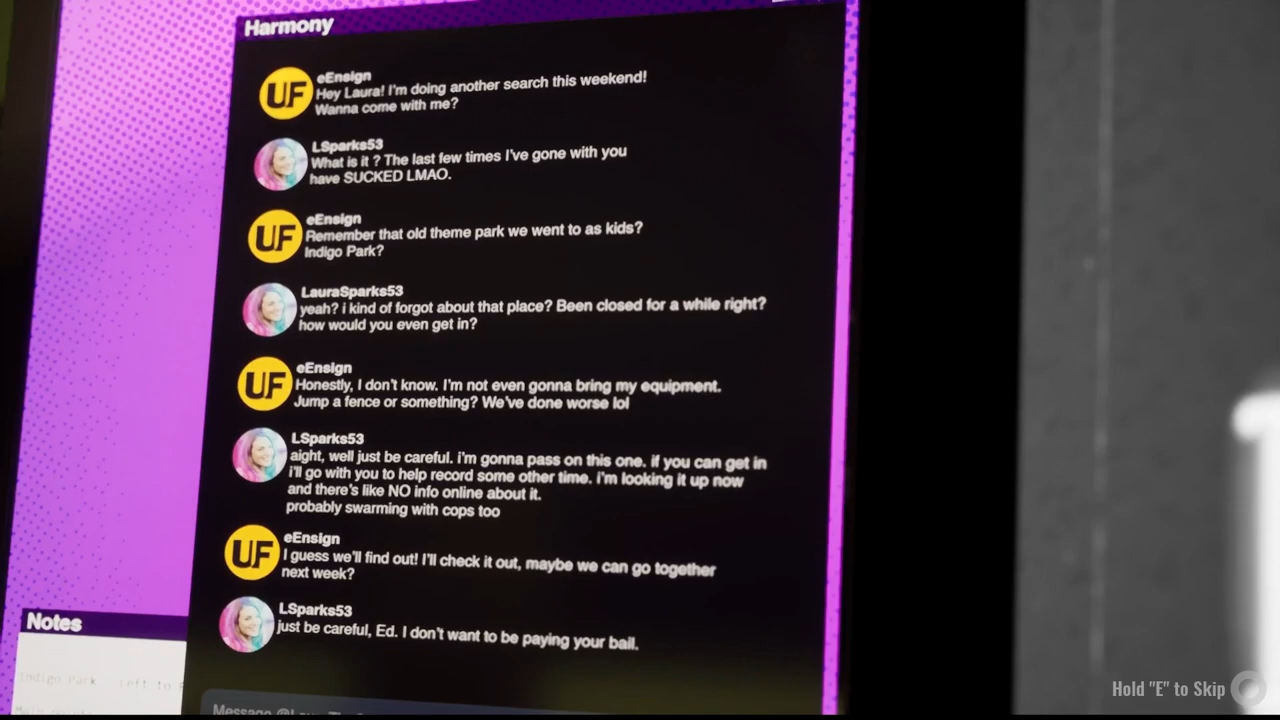 Harmony
UF
eEnsign
Hey Laura! I'm doing another search this weekend!
Wanna come with me?
LSparks53
What is it ? The last few times I've gone with you
have SUCKED LMAO.
UF
eEnsign
Remember that old theme park we went to as kids?
Indigo Park?
LauraSparks53
yeah? i kind of forgot about that place? Been closed for a while right?
how would you even get in?
UF
eEnsign
Honestly, I don't know. I'm not even gonna bring my equipment.
Jump a fence or something? We've done worse lol
LSparks53
aight, well just be careful. i'm gonna pass on this one. if you can get in
i'll go with you to help record some other time. i'm looking it up now
and there's like NO info online about it.
probably swarming with cops too
UF
eEnsign
I guess we'll find out! I'll check it out, maybe we can go together
next week?
LSparks53
just be careful, Ed. I don't want to be paying your bail.
Notes
Indigo Park Left to
Message
Hold "E" to Skip